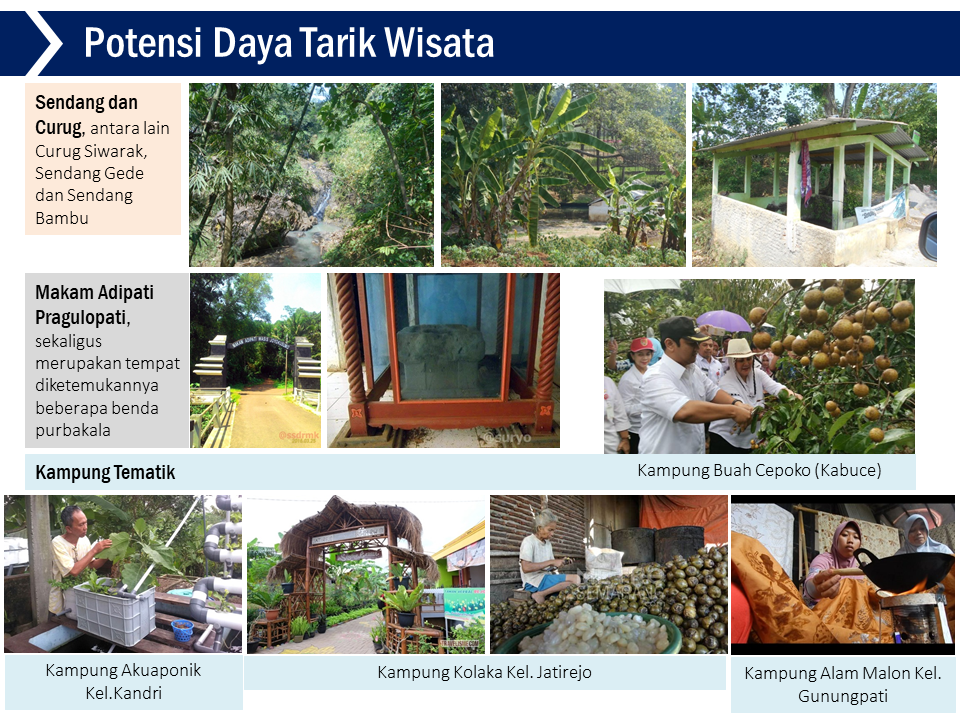 Potensi Daya Tarik Wisata
Sendang dan
Curug, antara lain
Curug Siwarak,
Sendang Gede
dan Sendang
Bambu
Makam Adipati
Pragulopati,
sekaligus
merupakan tempat
diketemukannya
beberapa benda
purbakala
@ssdrmk
@suryo
Kampung Tematik
Kampung Buah Cepoko (Kabuce)
SEMARANG
Kampung Akuaponik
Kel.Kandri
Kampung Kolaka Kel. Jatirejo
Kampung Alam Malon Kel.
Gunungpati